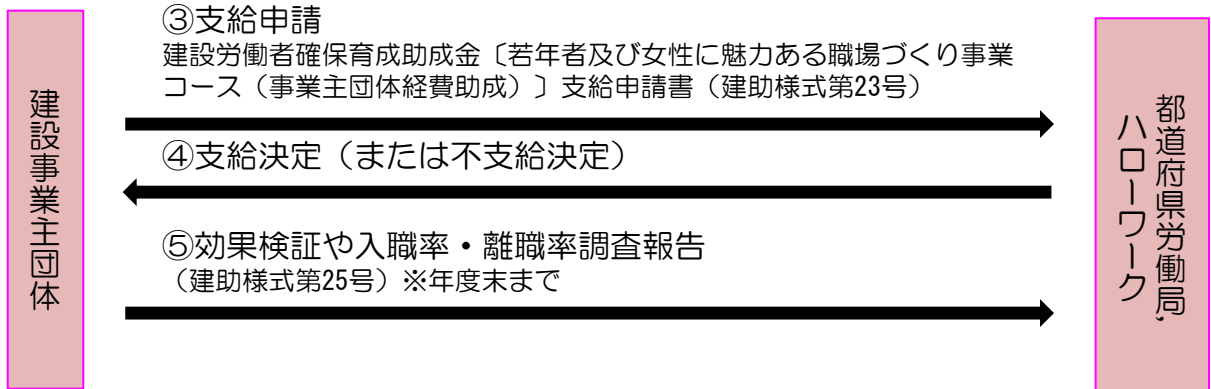 建設事業主団体
③支給申請
建設労働者確保育成助成金〔若年者及び女性に魅力ある職場づくり事業
コース（事業主団体経費助成）〕支給申請書（建助様式第23号）
④支給決定（または不支給決定）
⑤効果検証や入職率・離職率調査報告
（建助様式第25号）※年度末まで
都道府県労働局,
ハローワーク